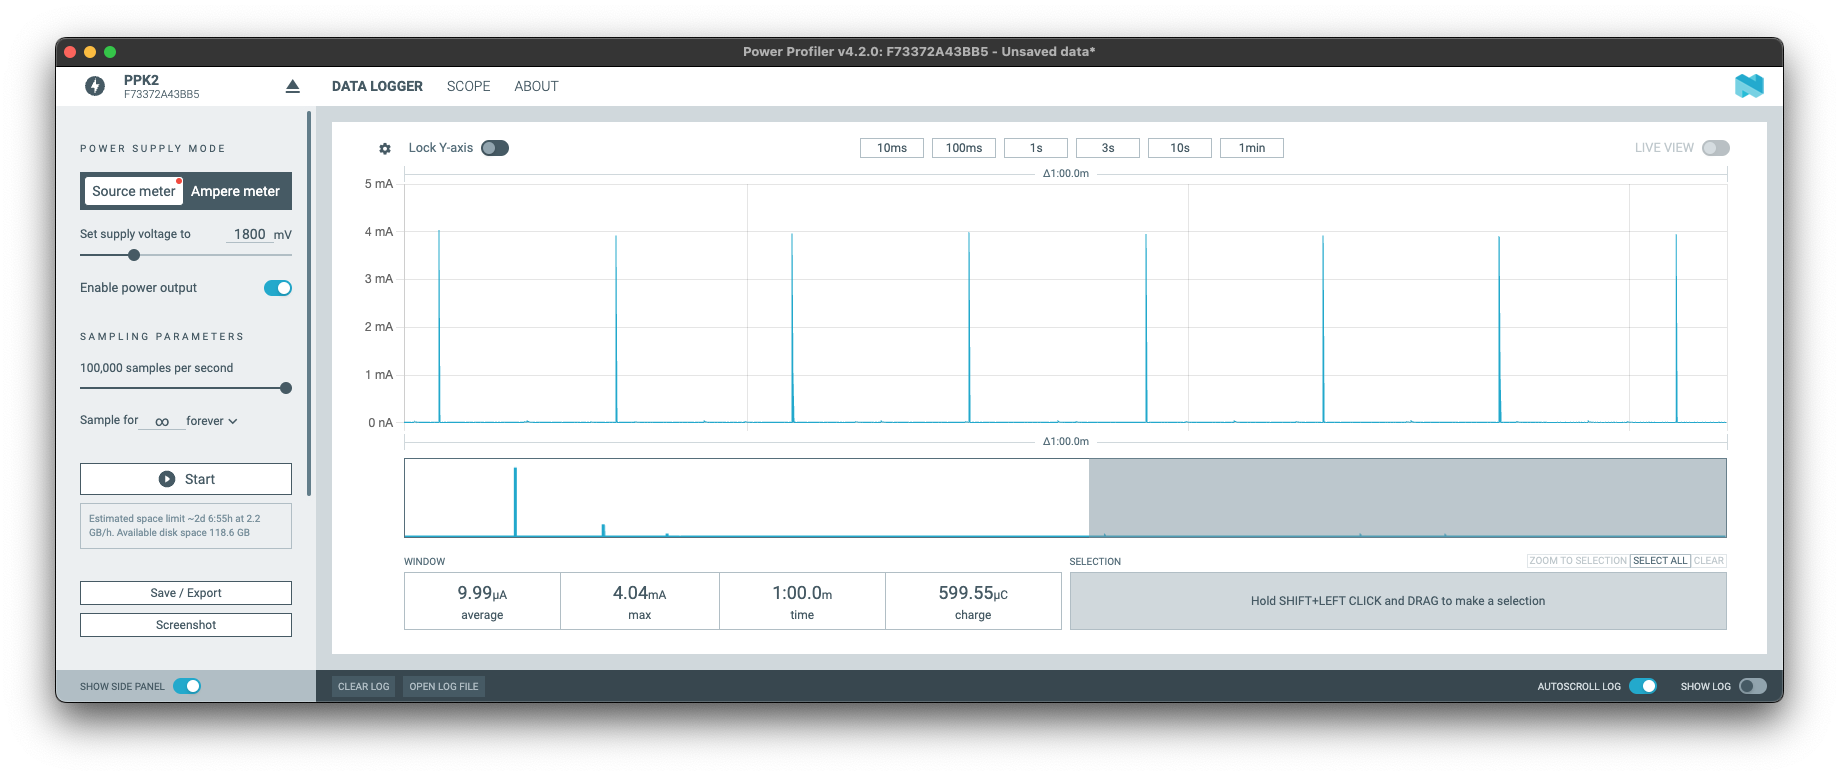 Power Profiler v4.2.0: F73372A43BB5 - Unsaved data*
PPK2
F73372A43BB5
DATA LOGGER SCOPE ABOUT
POWER SUPPLY MODE
Source meter Ampere meter
Set supply voltage to 1800 mV
Enable power output
SAMPLING PARAMETERS
100,000 samples per second
Sample for ∞ forever
Start
Estimated space limit ~2d 6:55h at 2.2
GB/h. Available disk space 118.6 GB
Save / Export
Screenshot
SHOW SIDE PANEL
Lock Y-axis 10ms 100ms 1s 3s 10s 1min LIVE VIEW
Δ1:00.0m
5 mA
4 mA
3 mA
2 mA
1 mA
0 nA
Δ1:00.0m
WINDOW
9.99μA 4.04mA 1:00.0m 599.55μC
average max time charge
SELECTION ZOOM TO SELECTION SELECT ALL CLEAR
Hold SHIFT+LEFT CLICK and DRAG to make a selection
CLEAR LOG OPEN LOG FILE AUTOSCROLL LOG SHOW LOG